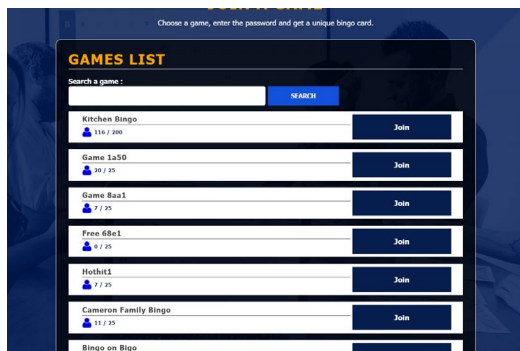 JOIN A GAME
Choose a game, enter the password and get a unique bingo card.
GAMES LIST
Search a game :
SEARCH
Kitchen Bingo
116 / 200
Join
Game 1a50
20 / 25
Join
Game 8aa1
7 / 25
Join
Free 68e1
0 / 25
Join
Hothit1
7 / 25
Join
Cameron Family Bingo
11 / 25
Join
Bingo on Bigo